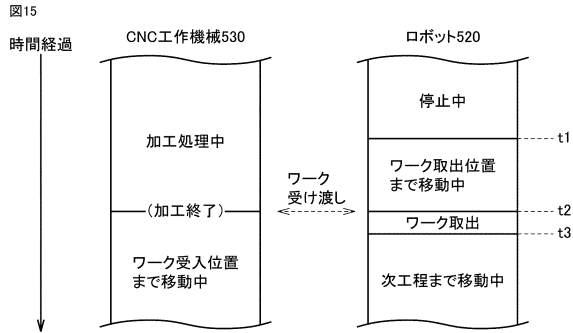 図15
時間経過
CNC工作機械530
ロボット520
停止中
t1
加工処理中
ワーク取出位置
まで移動中
ワーク
受け渡し
(加工終了)
t2
ワーク取出
t3
ワーク受入位置
まで移動中
次工程まで移動中